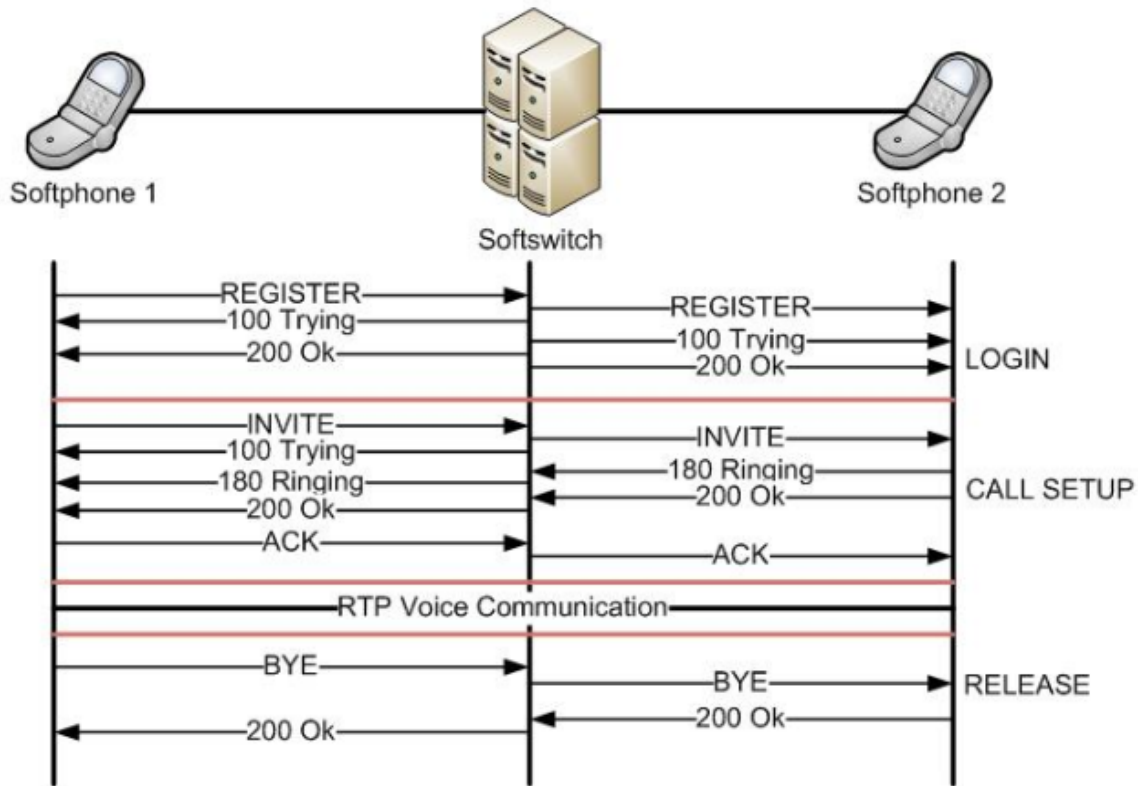 Softphone 1
Softswitch
Softphone 2
REGISTER
REGISTER
100 Trying
100 Trying
200 Ok
200 Ok
LOGIN
INVITE
INVITE
100 Trying
180 Ringing
180 Ringing
200 Ok
200 Ok
CALL SETUP
ACK
ACK
RTP Voice Communication
BYE
BYE
RELEASE
200 Ok
200 Ok